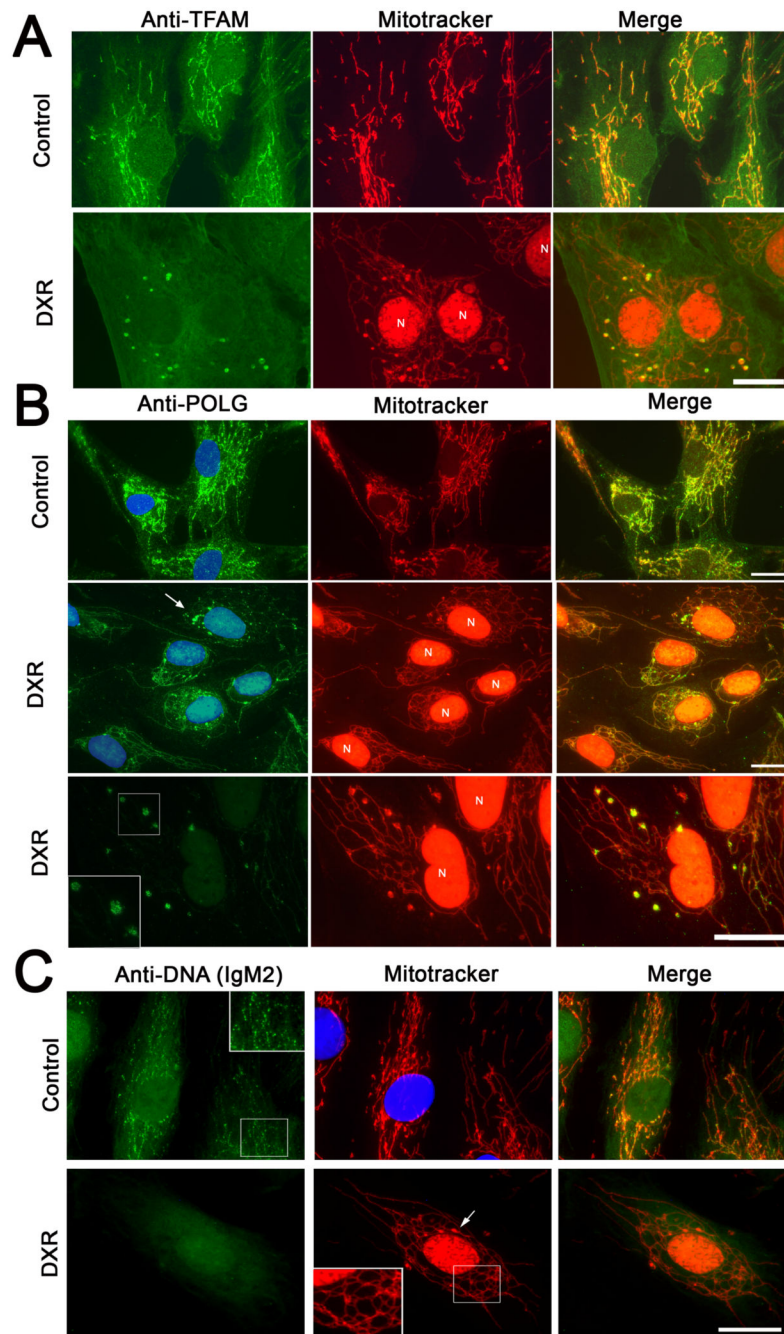 A
Anti-TFAM Mitotracker Merge
Control
DXR
N N N
B
Anti-POLG Mitotracker Merge
Control
DXR
N
N
N
N
N
DXR
N
N
C
Anti-DNA (IgM2) Mitotracker Merge
Control
DXR